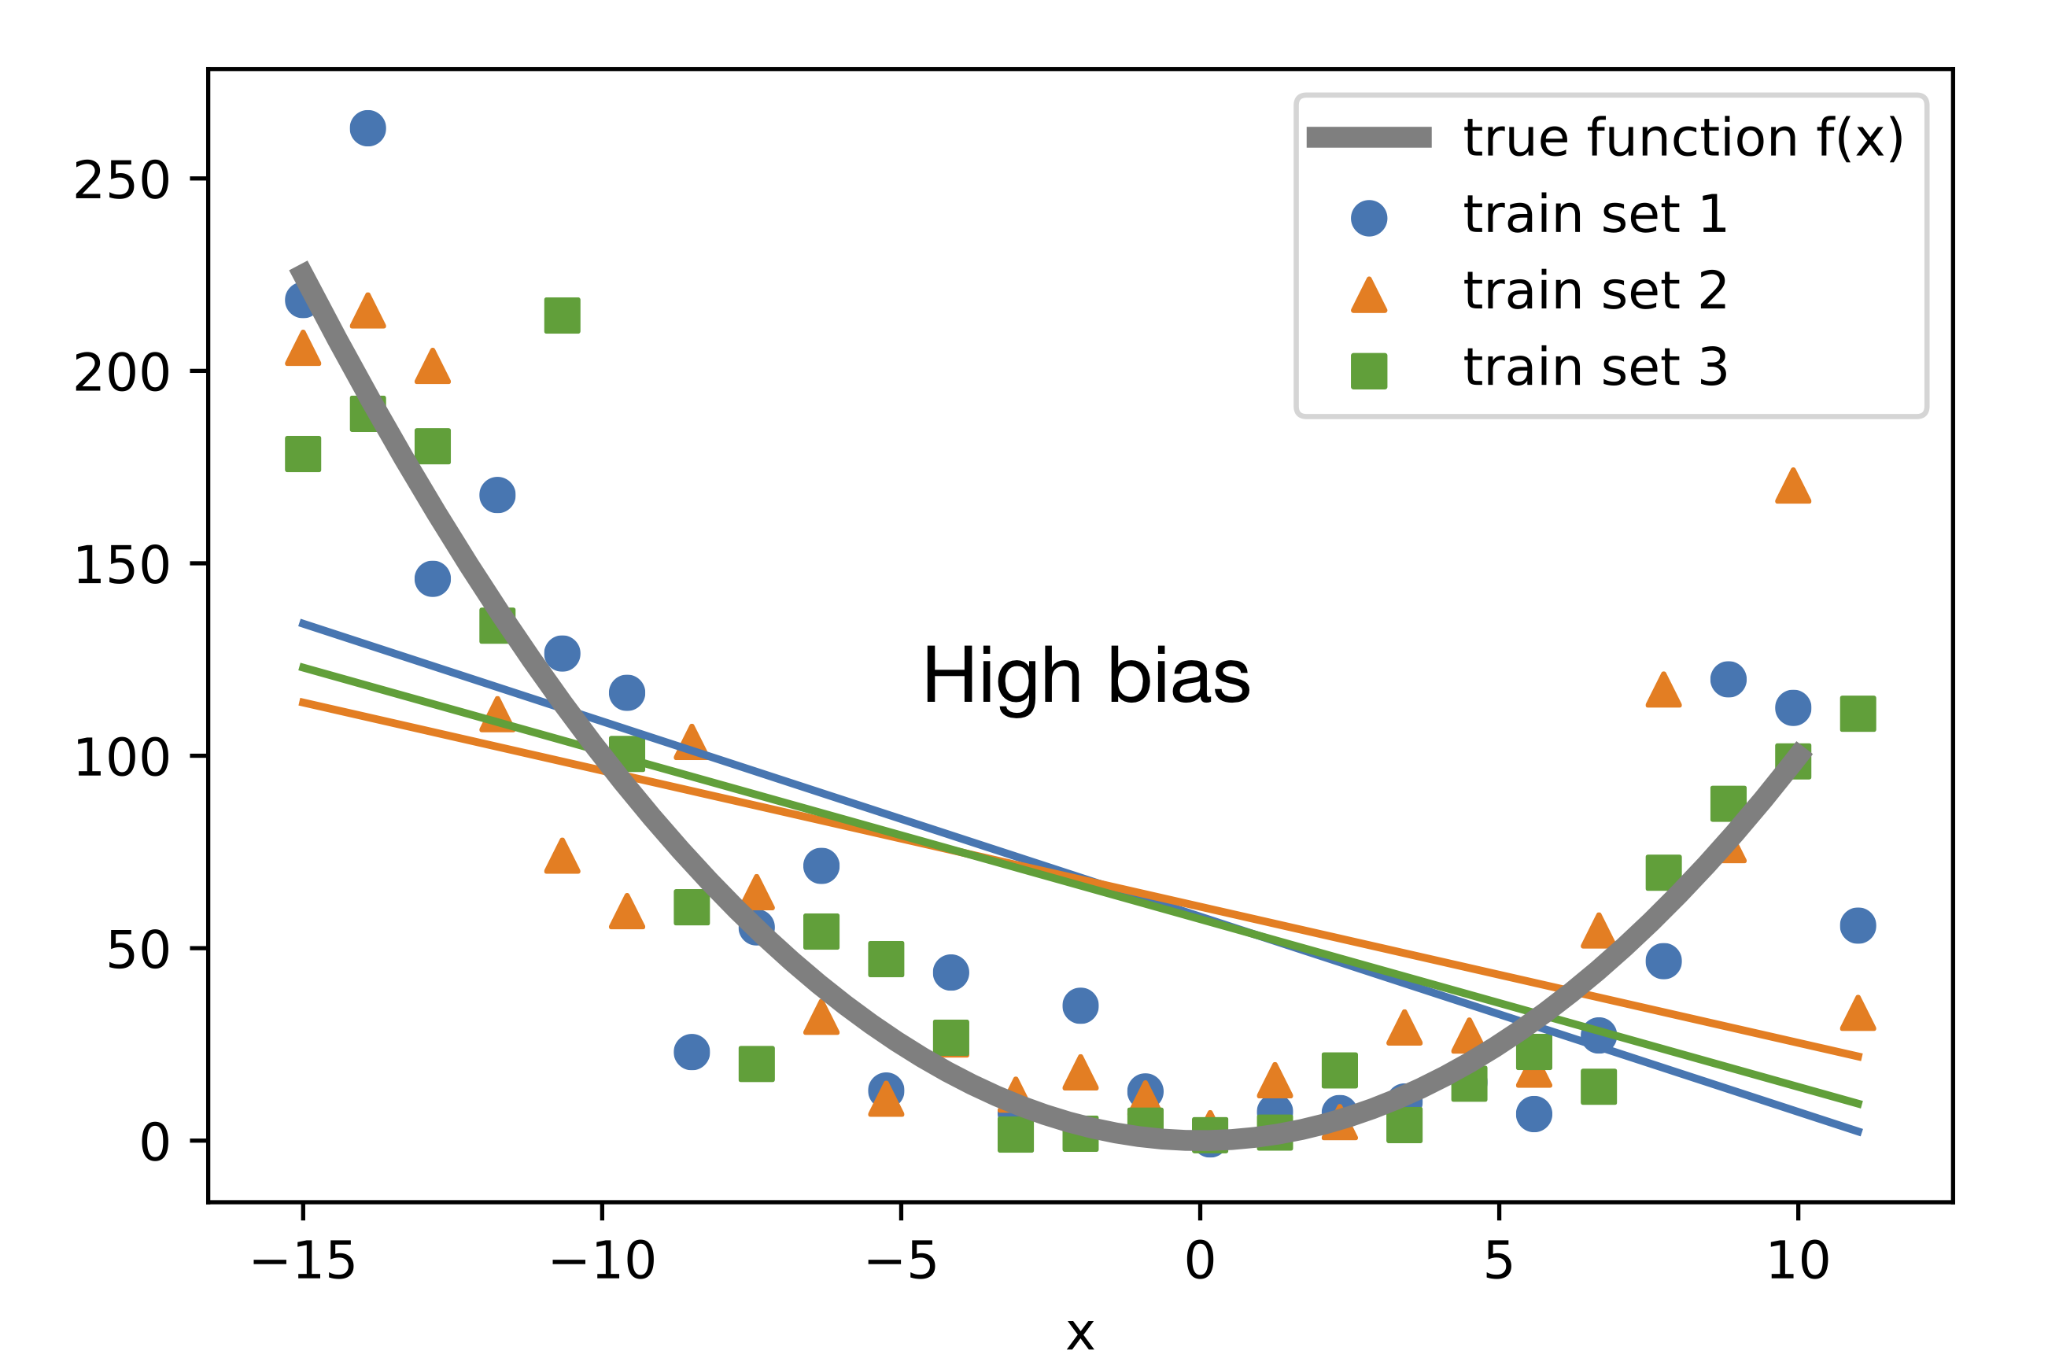 true function f(x)
train set 1
train set 2
train set 3
High bias
250
200
150
100
50
0
−15 −10 −5 0 5 10
x